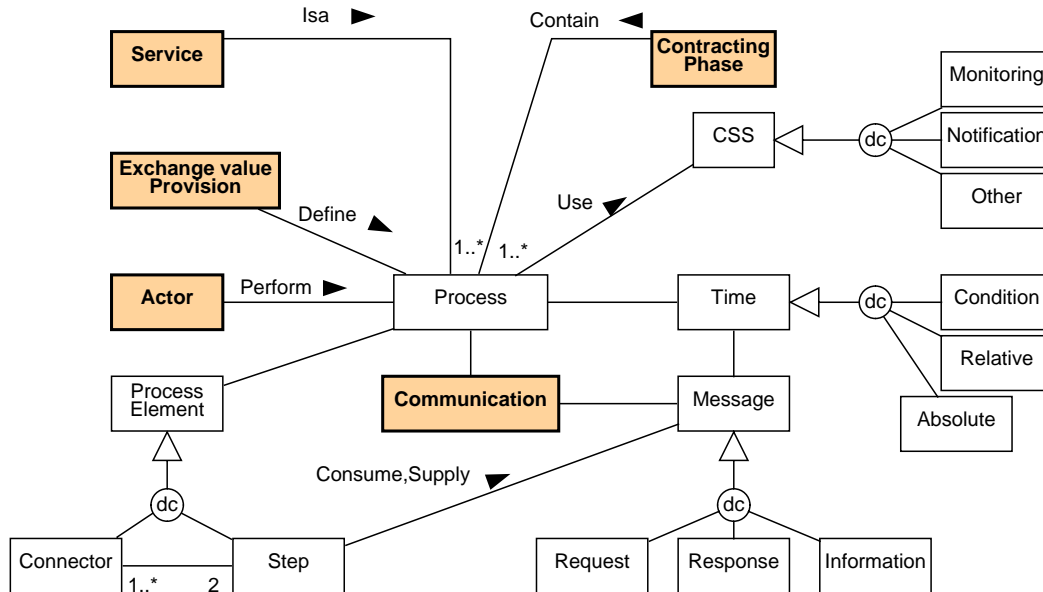 Isa
Contain
Service
Contracting
Phase
Monitoring
CSS
dc
Notification
Exchange value
Provision
Other
Define
Use
1..*
1..*
Actor
Perform
Process
Time
dc
Condition
Relative
Process
Element
Communication
Message
Absolute
Consume,Supply
dc
dc
Connector
Step
Request
Response
Information
1..*
2